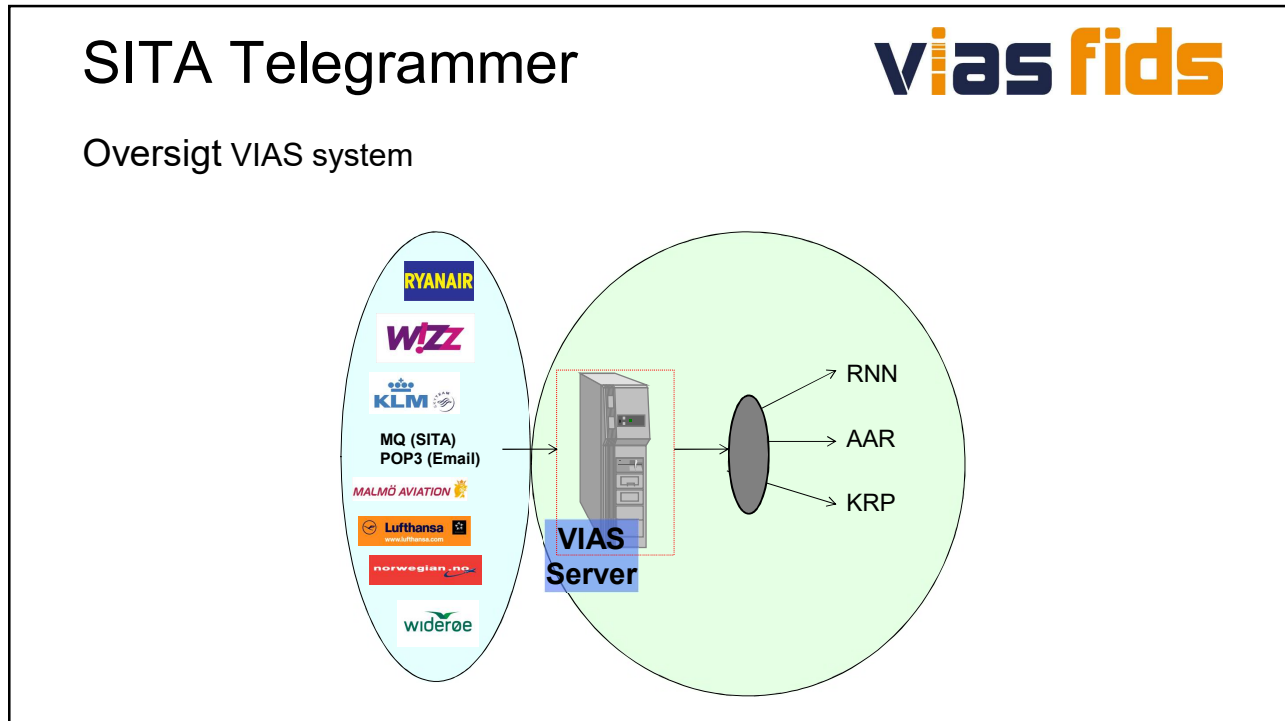 SITA Telegrammer
vias fids
Oversigt VIAS system
RYANAIR
W!ZZ
KLM
MQ (SITA)
POP3 (Email)
MALMÖ AVIATION
Lufthansa
www.lufthansa.com
norwegian.no
widerøe
VIAS
Server
RNN
AAR
KRP